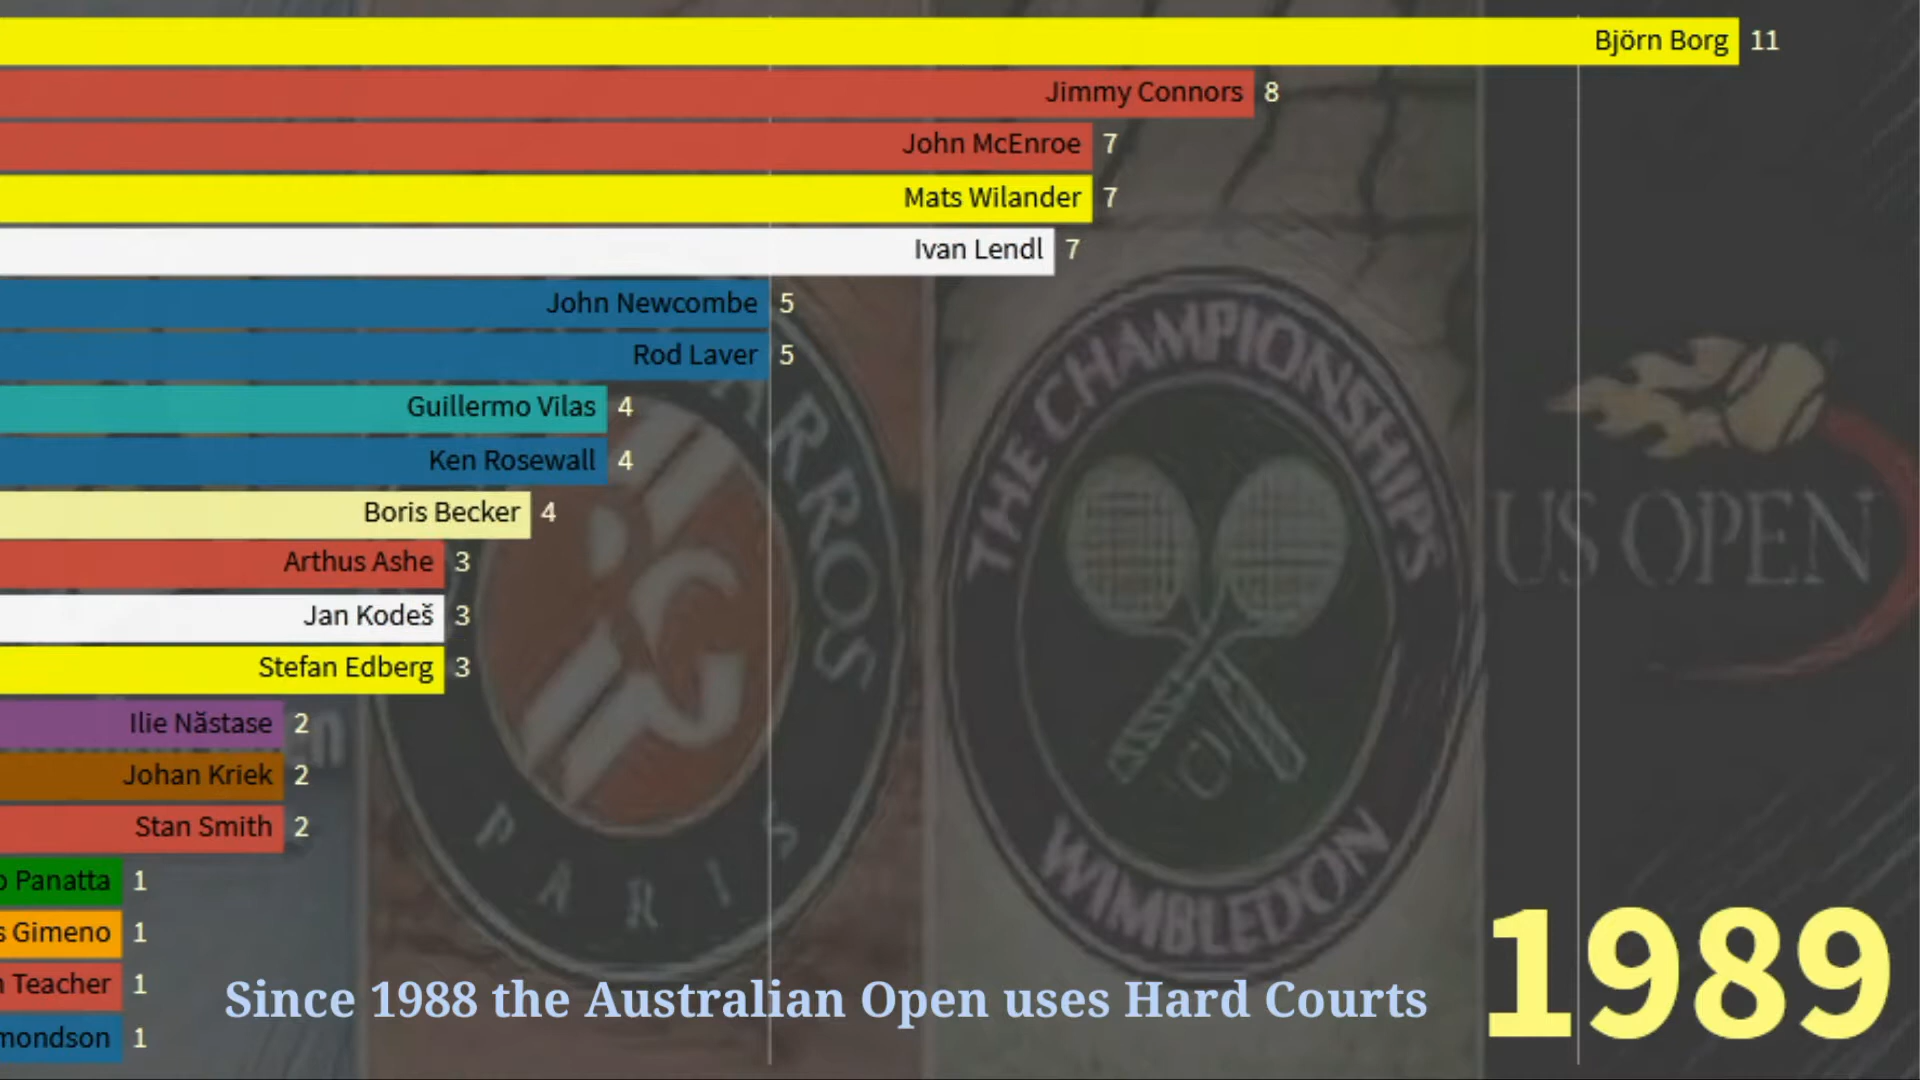 Björn Borg 11
Jimmy Connors 8
John McEnroe 7
Mats Wilander 7
Ivan Lendl 7
John Newcombe 5
Rod Laver 5
Guillermo Vilas 4
Ken Rosewall 4
Boris Becker 4
Arthus Ashe 3
Jan Kodeš 3
Stefan Edberg 3
Ilie Năstase 2
Johan Kriek 2
Stan Smith 2
o Panatta 1
s Gimeno 1
n Teacher 1
mondson 1
ARROS
PARIS
THE CHAMPIONSHIPS
WIMBLEDON
US OPEN
Since 1988 the Australian Open uses Hard Courts
1989